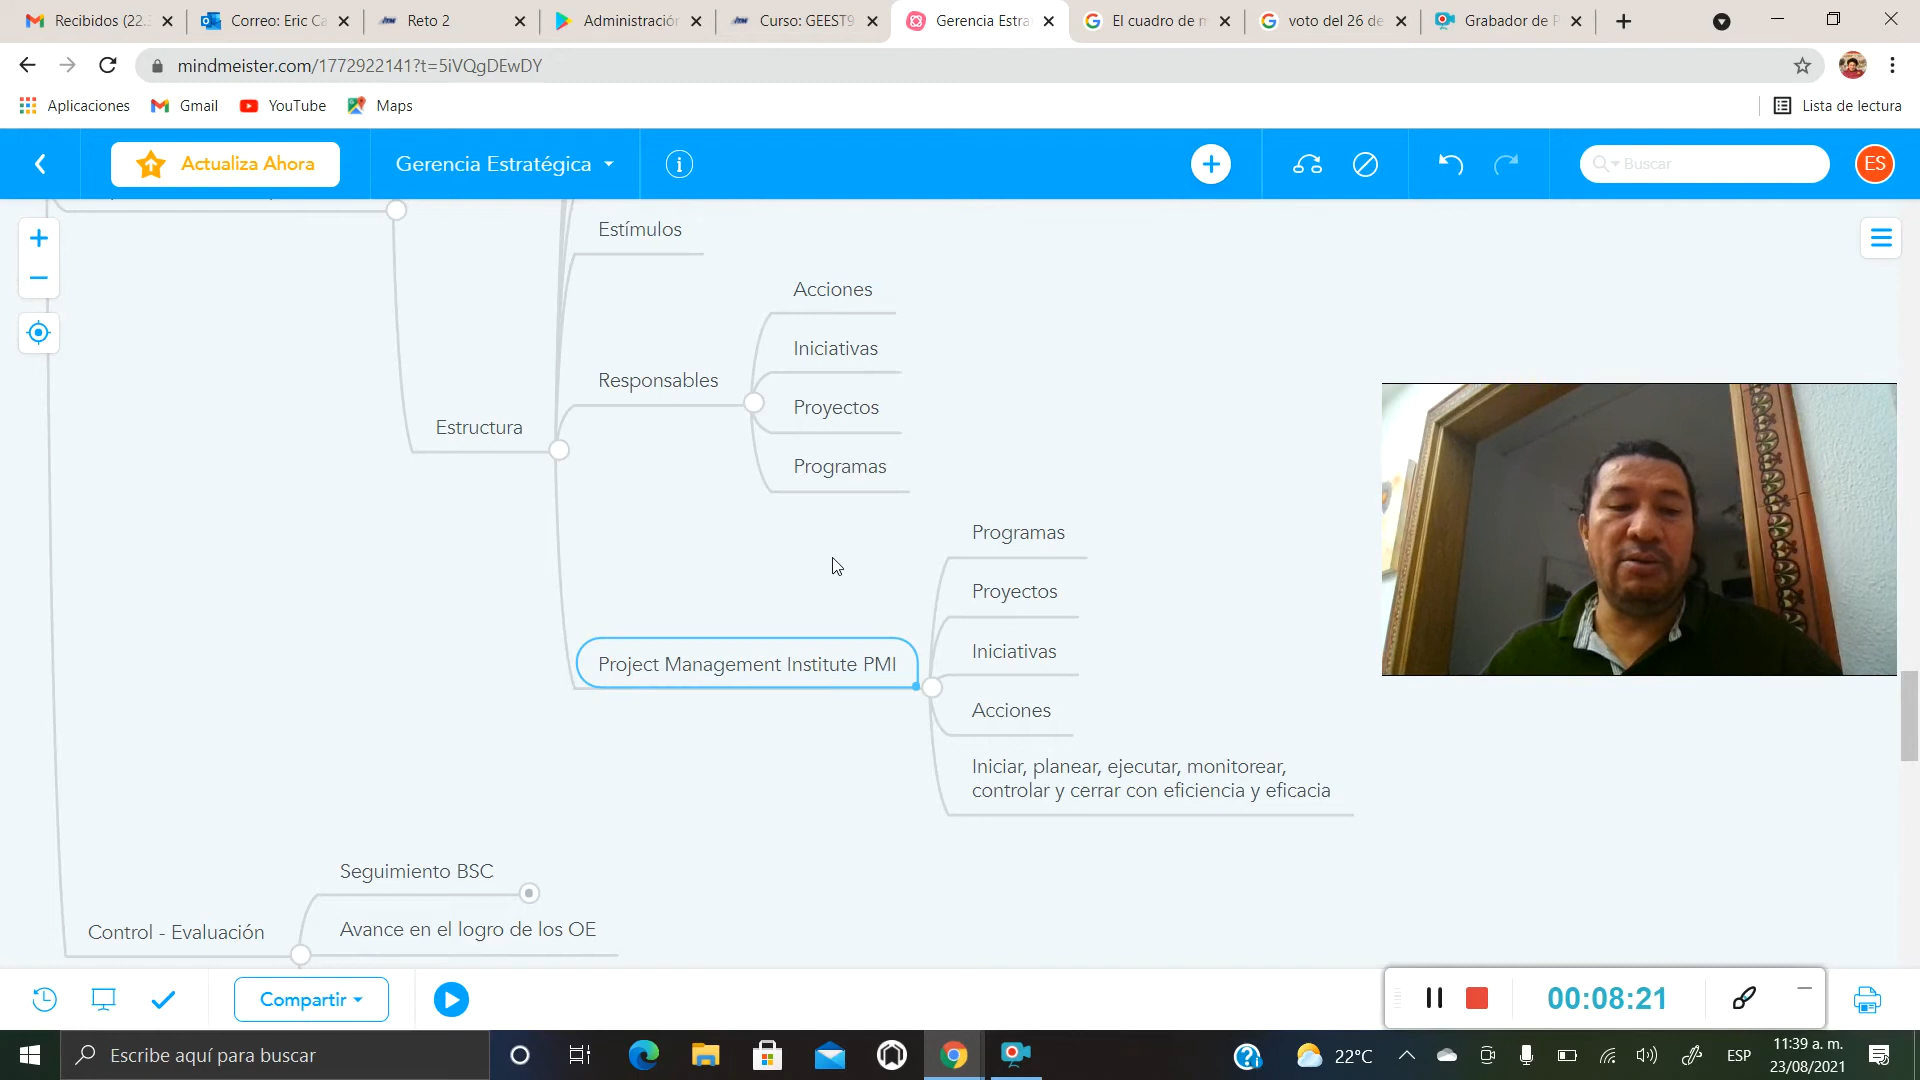 Recibidos (22.
Correo: Eric Ca
Reto 2
Administración
Curso: GEEST9
Gerencia Estra
El cuadro de m
voto del 26 de
Grabador de P
mindmeister.com/1772922141?t=5iVQgDEwDY
Aplicaciones
Gmail
YouTube
Maps
Lista de lectura
Actualiza Ahora
Gerencia Estratégica
Buscar
ES
Estímulos
Acciones
Iniciativas
Responsables
Proyectos
Estructura
Programas
Programas
Proyectos
Iniciativas
Project Management Institute PMI
Acciones
Iniciar, planear, ejecutar, monitorear,
controlar y cerrar con eficiencia y eficacia
Seguimiento BSC
Avance en el logro de los OE
Control - Evaluación
Compartir
00:08:21
Escribe aquí para buscar
22°C
ESP
11:39 a. m.
23/08/2021